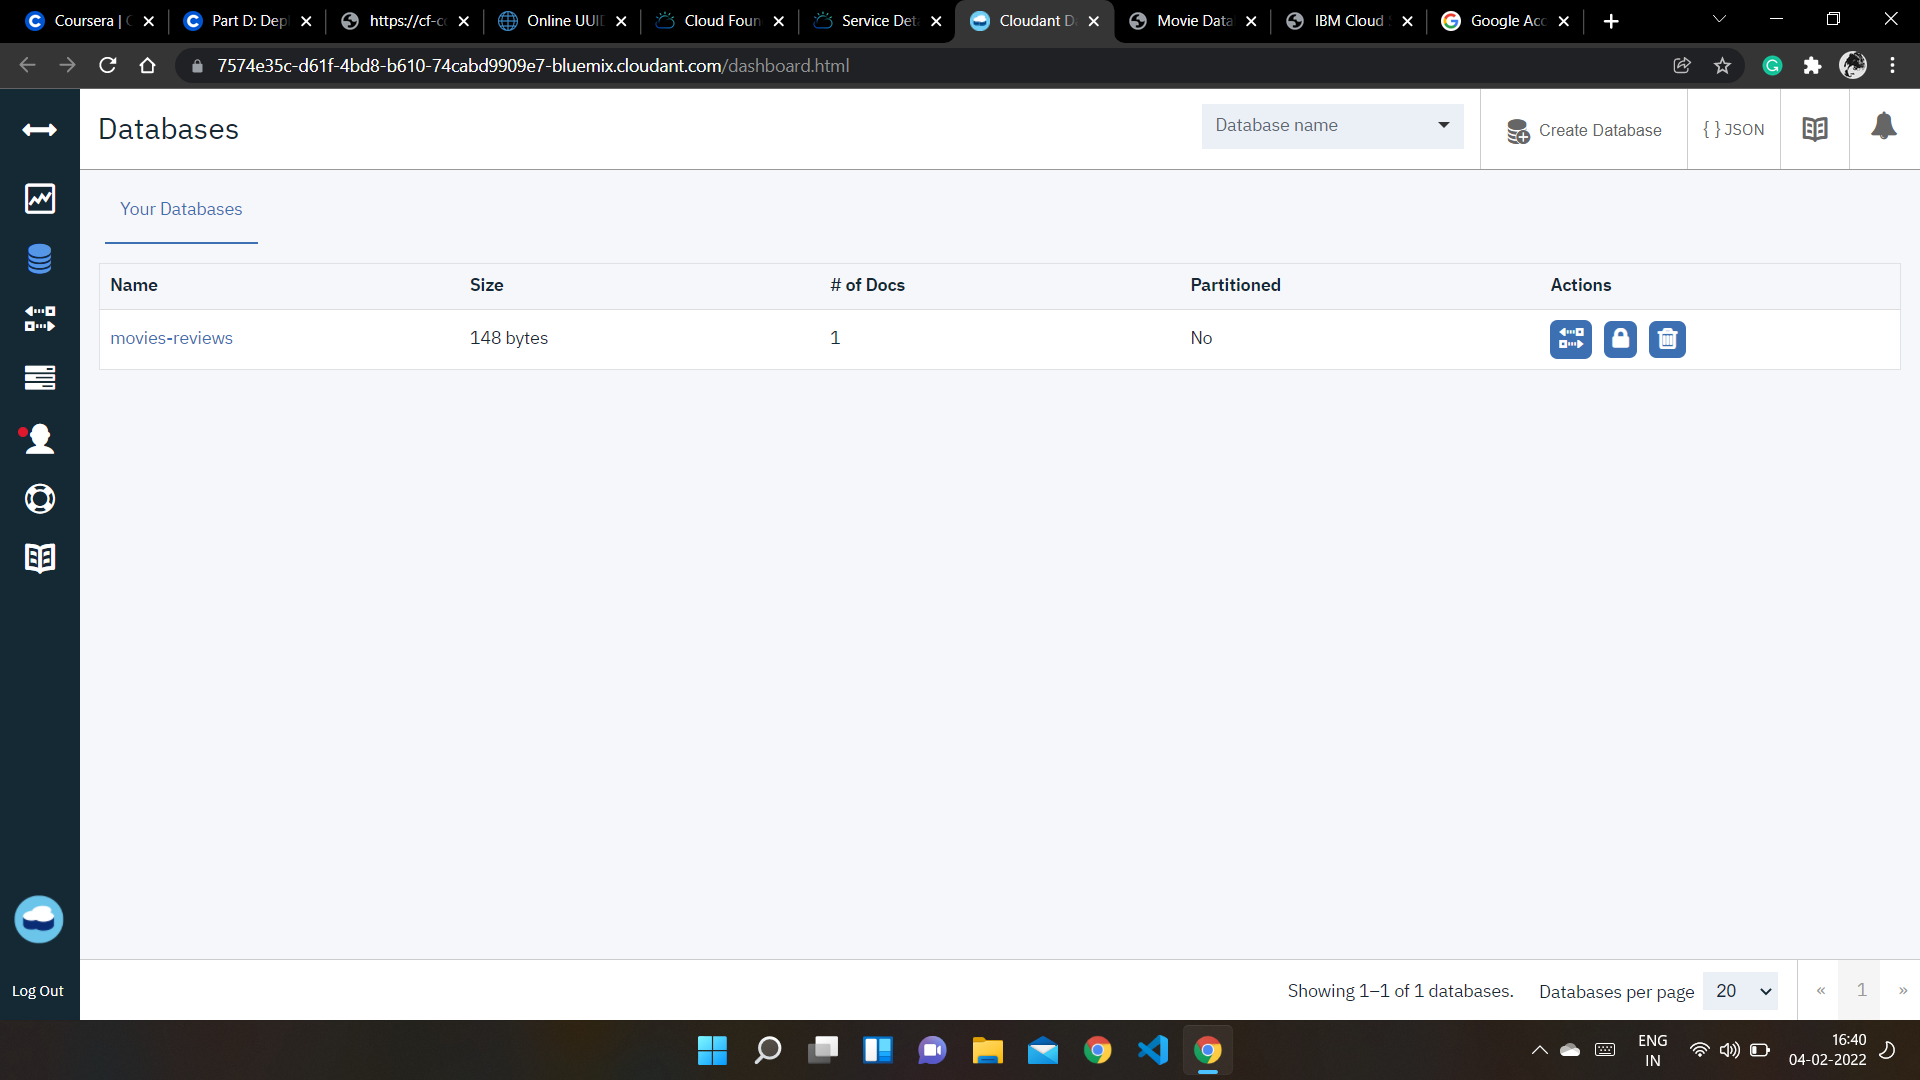 Coursera | C
Part D: Depl
https://cf-co
Online UUID
Cloud Foun
Service Deta
Cloudant D
Movie Data
IBM Cloud S
Google Acc
7574e35c-d61f-4bd8-b610-74cabd9909e7-bluemix.cloudant.com/dashboard.html
Databases
Database name
Create Database
{ } JSON
Your Databases
Name Size # of Docs Partitioned Actions
movies-reviews 148 bytes 1 No
Log Out
Showing 1–1 of 1 databases. Databases per page 20 « 1 »
ENG
IN
16:40
04-02-2022